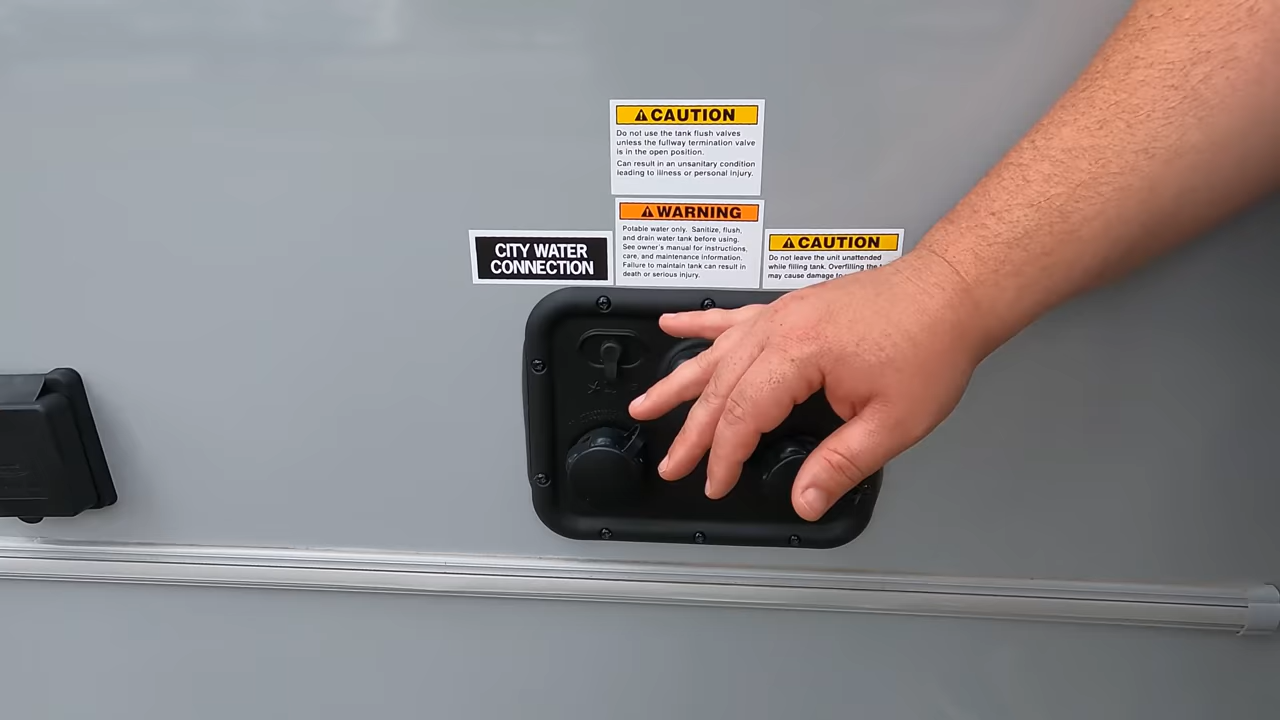 CAUTION
Do not use the tank flush valves
unless the fullway termination valve
is in the open position.
Can result in an unsanitary condition
leading to illness or personal injury.
WARNING
Potable water only. Sanitize, flush,
and drain water tank before using.
See owner's manual for instructions,
care, and maintenance information.
Failure to maintain tank can result in
death or serious injury.
CITY WATER
CONNECTION
CAUTION
Do not leave the unit unattended
while filling tank. Overfilling the
may cause damage to